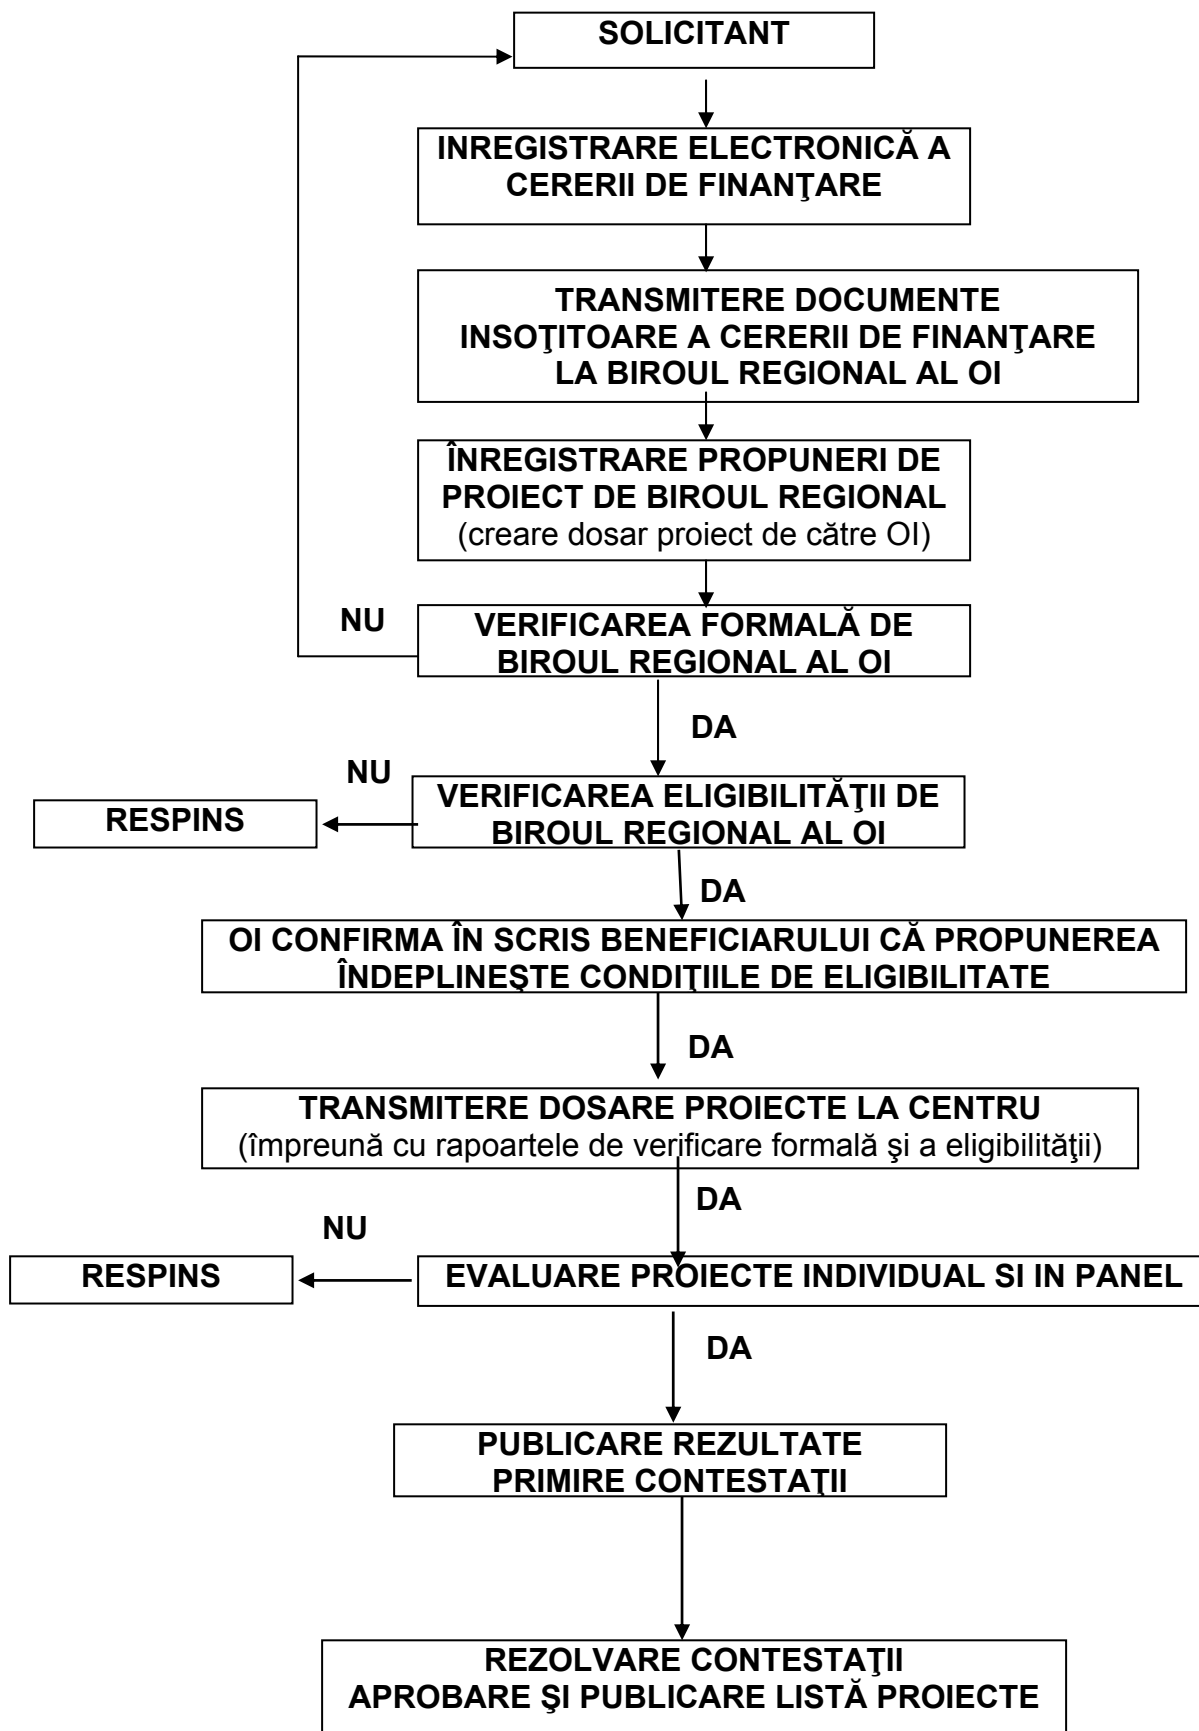 SOLICITANT
INREGISTRARE ELECTRONICĂ A
CERERII DE FINANŢARE
TRANSMITERE DOCUMENTE
INSOŢITOARE A CERERII DE FINANŢARE
LA BIROUL REGIONAL AL OI
ÎNREGISTRARE PROPUNERI DE
PROIECT DE BIROUL REGIONAL
(creare dosar proiect de către OI)
NU
VERIFICAREA FORMALĂ DE
BIROUL REGIONAL AL OI
DA
NU
VERIFICAREA ELIGIBILITĂŢII DE
BIROUL REGIONAL AL OI
RESPINS
DA
OI CONFIRMA ÎN SCRIS BENEFICIARULUI CĂ PROPUNEREA
ÎNDEPLINEŞTE CONDIŢIILE DE ELIGIBILITATE
DA
TRANSMITERE DOSARE PROIECTE LA CENTRU
(împreună cu rapoartele de verificare formală şi a eligibilităţii)
DA
NU
RESPINS
EVALUARE PROIECTE INDIVIDUAL SI IN PANEL
DA
PUBLICARE REZULTATE
PRIMIRE CONTESTAŢII
REZOLVARE CONTESTAŢII
APROBARE ŞI PUBLICARE LISTĂ PROIECTE